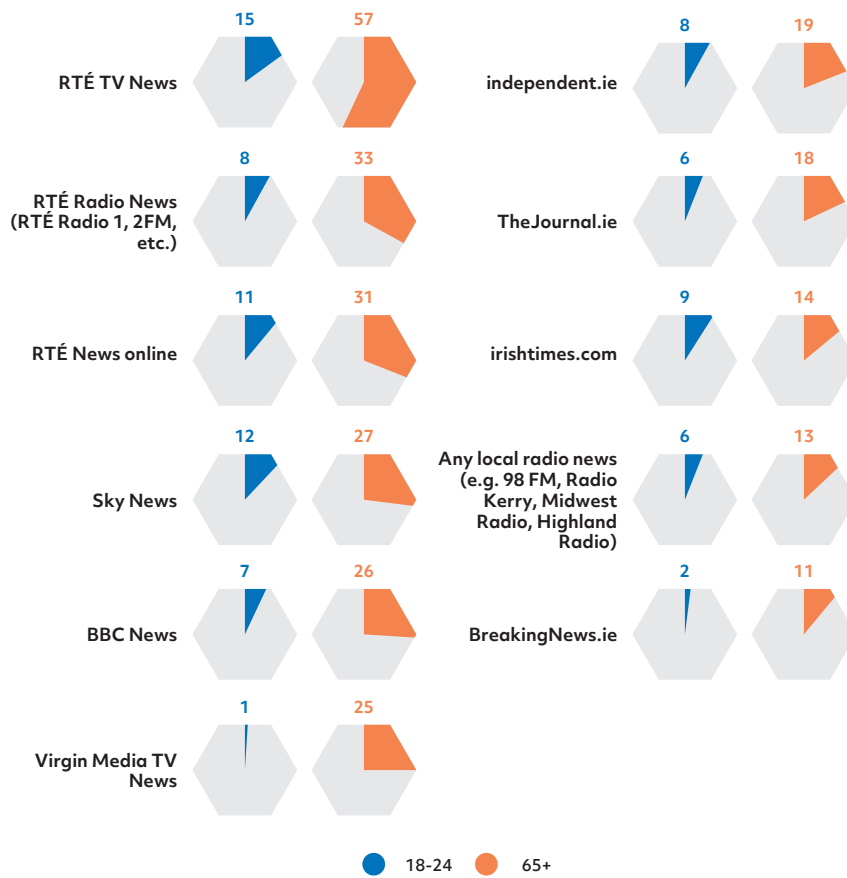 15 57
RTÉ TV News
8 33
RTÉ Radio News
(RTÉ Radio 1, 2FM,
etc.)
11 31
RTÉ News online
12 27
Sky News
7 26
BBC News
1 25
Virgin Media TV
News
8 19
independent.ie
6 18
TheJournal.ie
9 14
irishtimes.com
6 13
Any local radio news
(e.g. 98 FM, Radio
Kerry, Midwest
Radio, Highland
Radio)
2 11
BreakingNews.ie
18-24 65+